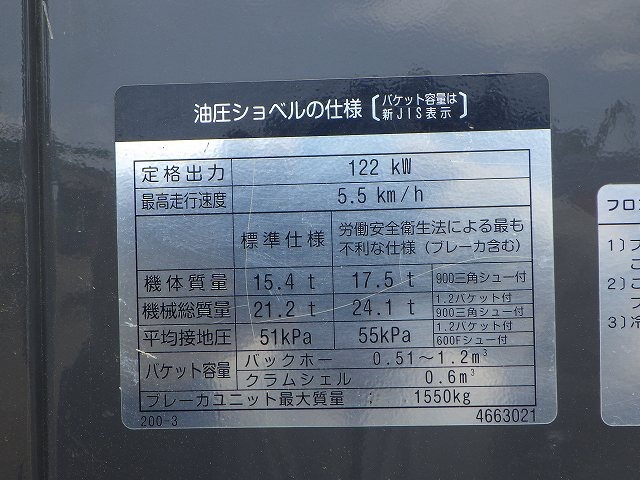 油圧ショベルの仕様〔バケット容量は
新JIS表示〕
定格出力 122 kW
最高走行速度 5.5 km/h
標準仕様 労働安全衛生法による最も
不利な仕様（ブレーカ含む）
機体質量 15.4 t 17.5 t 900三角シュー付
機械総質量 21.2 t 24.1 t 1.2バケット付
900三角シュー付
平均接地圧 51kPa 55kPa 1.2バケット付
600Fシュー付
バケット容量 バックホー 0.51～1.2m³
クラムシェル 0.6m³
ブレーカユニット最大質量 : 1550kg
200-3 4663021
フロン
1)フ
こ
2)こ
フ
3)冷